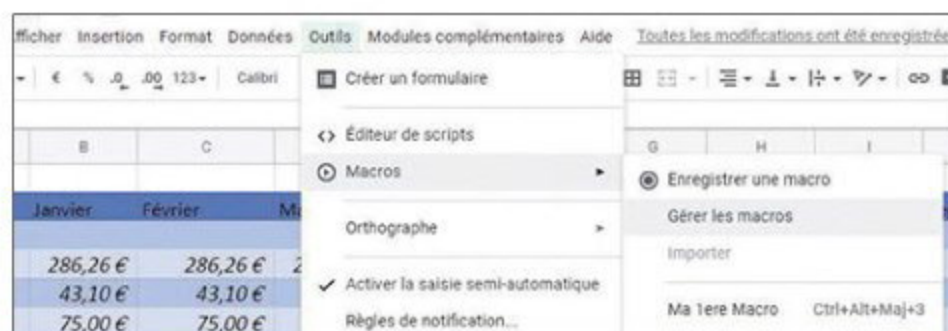 fficher Insertion Format Données Outils Modules complémentaires Aide Toutes les modifications ont été enregistrée
€ % .0 .00 123 Calibri
Créer un formulaire
Éditeur de scripts
Macros
Orthographe
Activer la saisie semi-automatique
Règles de notification...
Enregistrer une macro
Gérer les macros
Importer
Ma 1ere Macro Ctrl+Alt+Maj+3
B C G H I
Janvier Février Ma
286,26 € 286,26 € 2
43,10 € 43,10 €
75,00 € 75,00 €